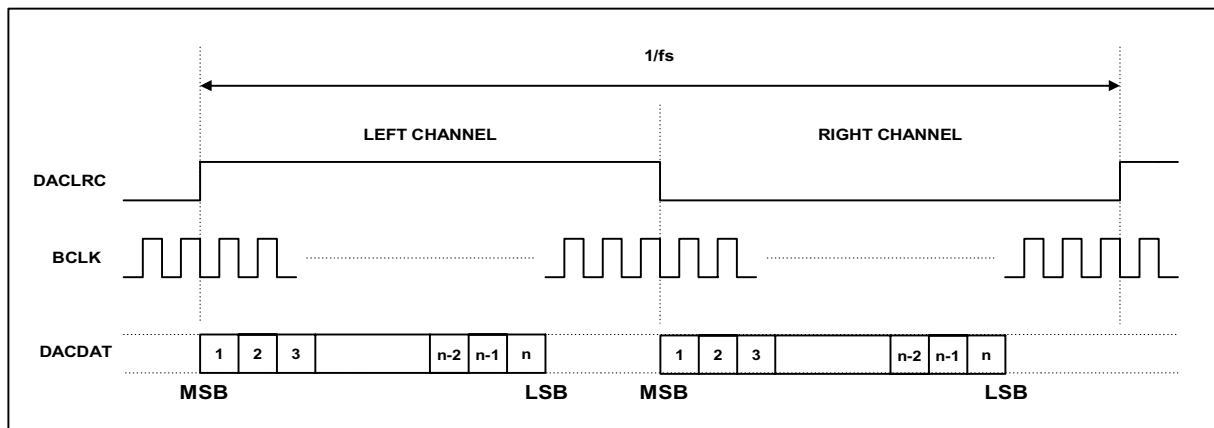 1/fs
LEFT CHANNEL RIGHT CHANNEL
DACLRC
BCLK
DACDAT 1 2 3 n-2 n-1 n 1 2 3 n-2 n-1 n
MSB LSB MSB LSB